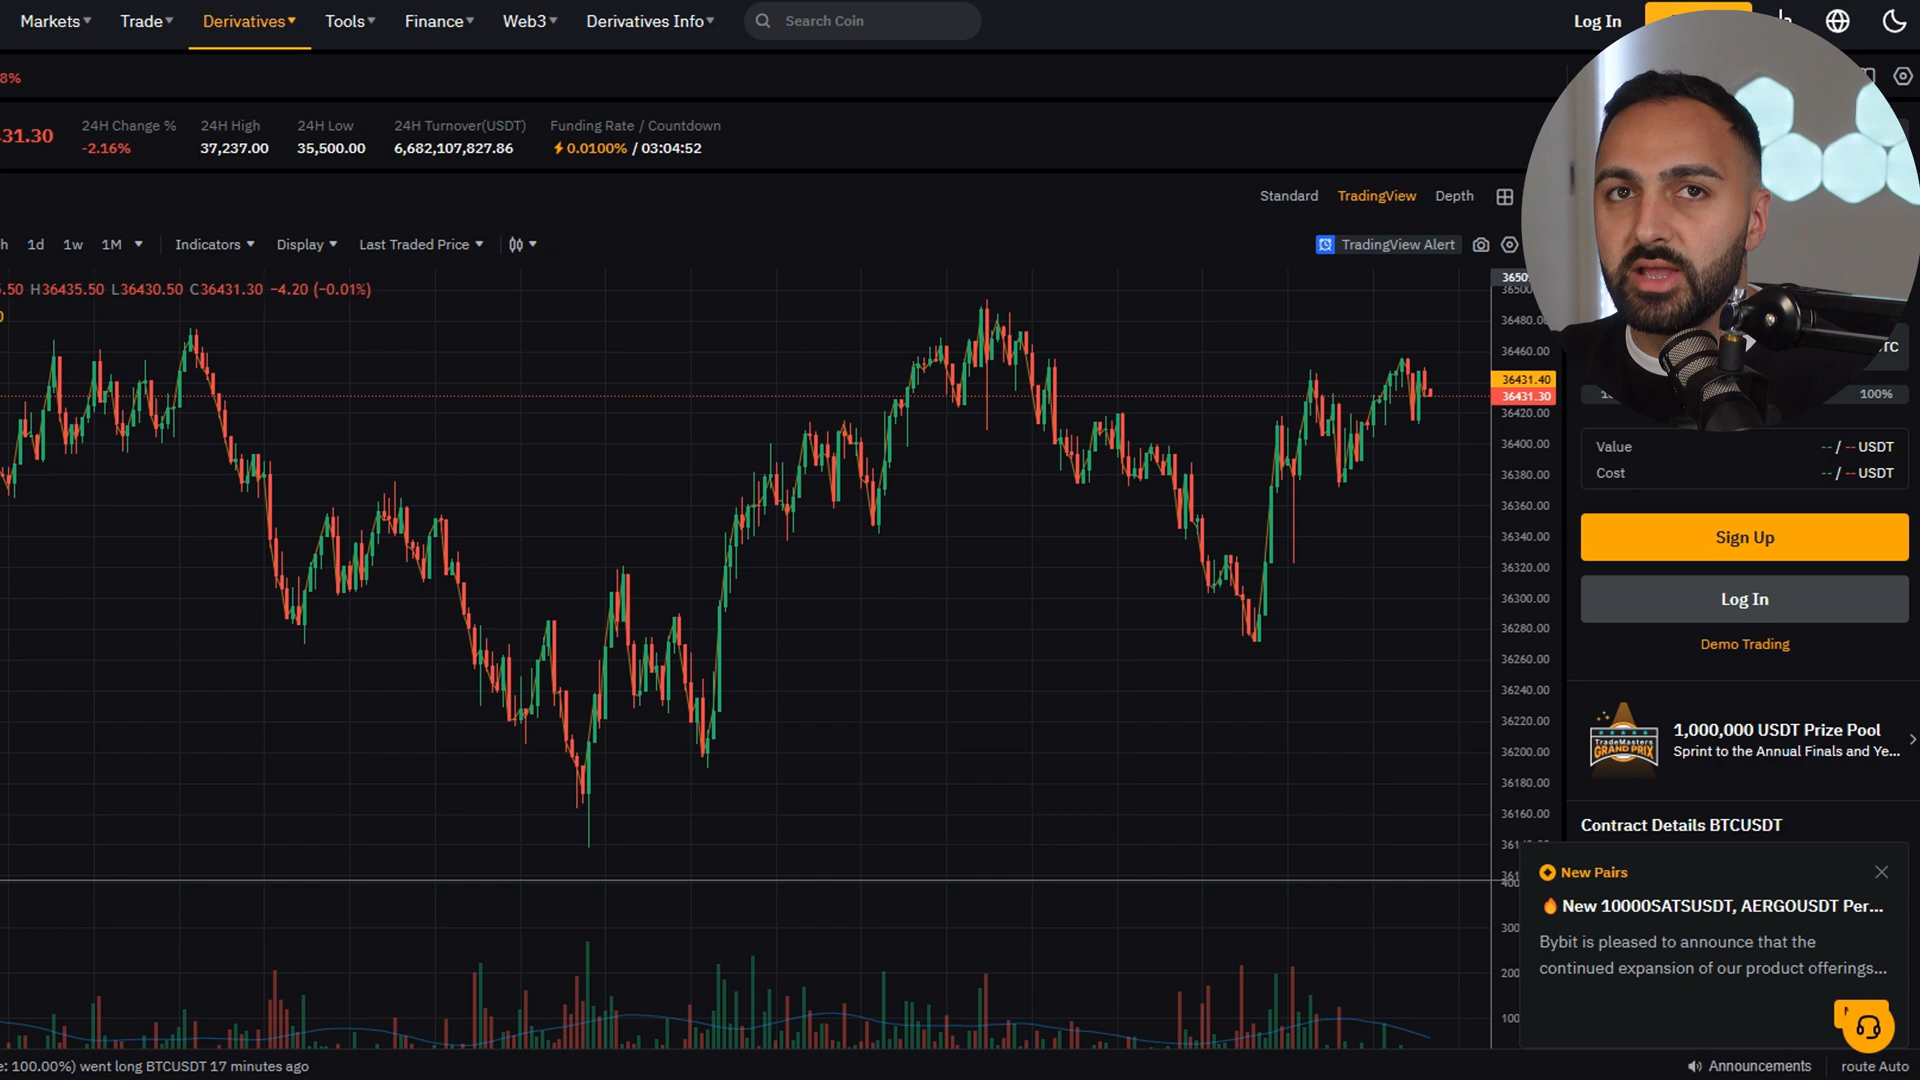 Markets Trade Derivatives Tools Finance Web3 Derivatives Info Search Coin Log In
8%
31.30
24H Change % 24H High 24H Low 24H Turnover(USDT) Funding Rate / Countdown
-2.16% 37,237.00 35,500.00 6,682,107,827.86 0.0100% / 03:04:52
Standard TradingView Depth
h 1d 1w 1M Indicators Display Last Traded Price TradingView Alert
.50 H36435.50 L36430.50 C36431.30 −4.20 (−0.01%)
36500
36480.00
36460.00
36431.40
36431.30
36420.00
36400.00
36380.00
36360.00
36340.00
36320.00
36300.00
36280.00
36260.00
36240.00
36220.00
36200.00
36180.00
36160.00
400
300
200
100
TC
100%
Value -- / -- USDT
Cost -- / -- USDT
Sign Up
Log In
Demo Trading
TradeMasters
GRAND PRIX
1,000,000 USDT Prize Pool
Sprint to the Annual Finals and Ye...
Contract Details BTCUSDT
New Pairs
New 10000SATSUSDT, AERGOUSDT Per...
Bybit is pleased to announce that the
continued expansion of our product offerings...
e: 100.00%) went long BTCUSDT 17 minutes ago
Announcements route Auto